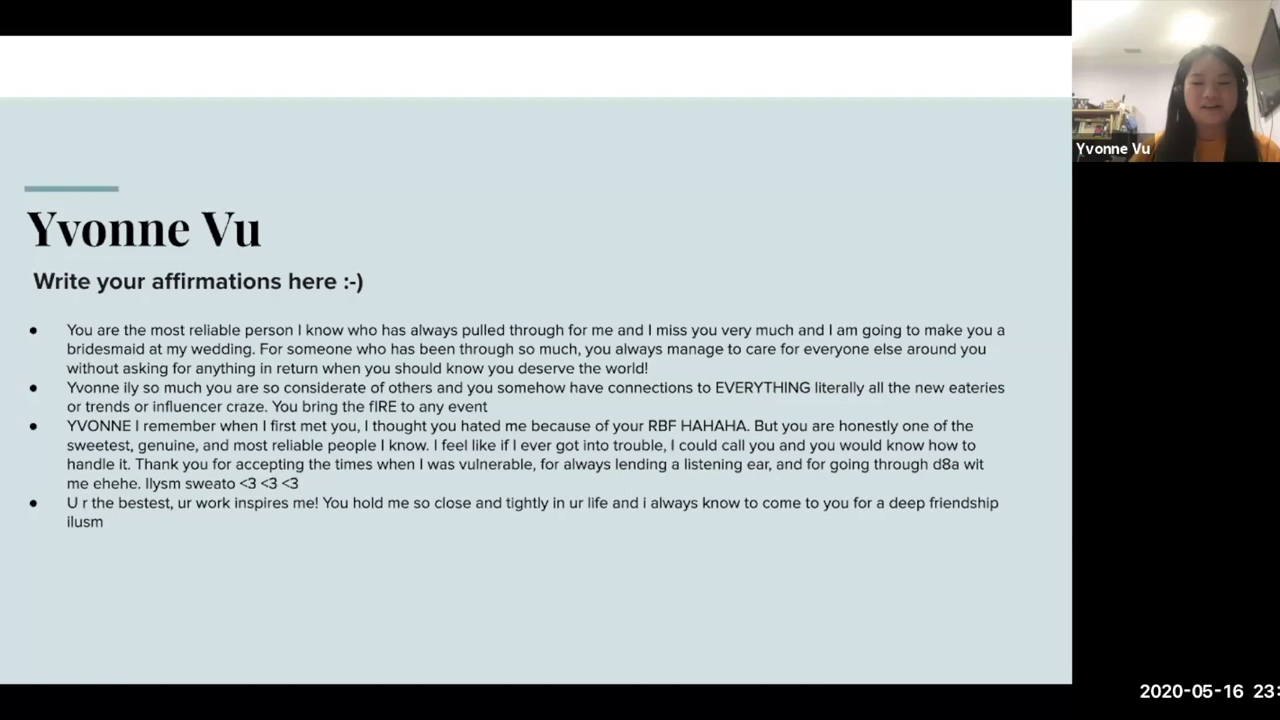 Yvonne Vu
Yvonne Vu
Write your affirmations here :-)
● You are the most reliable person I know who has always pulled through for me and I miss you very much and I am going to make you a
bridesmaid at my wedding. For someone who has been through so much, you always manage to care for everyone else around you
without asking for anything in return when you should know you deserve the world!
● Yvonne ily so much you are so considerate of others and you somehow have connections to EVERYTHING literally all the new eateries
or trends or influencer craze. You bring the fIRE to any event
● YVONNE I remember when I first met you, I thought you hated me because of your RBF HAHAHA. But you are honestly one of the
sweetest, genuine, and most reliable people I know. I feel like if I ever got into trouble, I could call you and you would know how to
handle it. Thank you for accepting the times when I was vulnerable, for always lending a listening ear, and for going through d8a wit
me ehehe. llysm sweato <3 <3 <3
● U r the bestest, ur work inspires me! You hold me so close and tightly in ur life and i always know to come to you for a deep friendship
ilusm
2020-05-16 23: